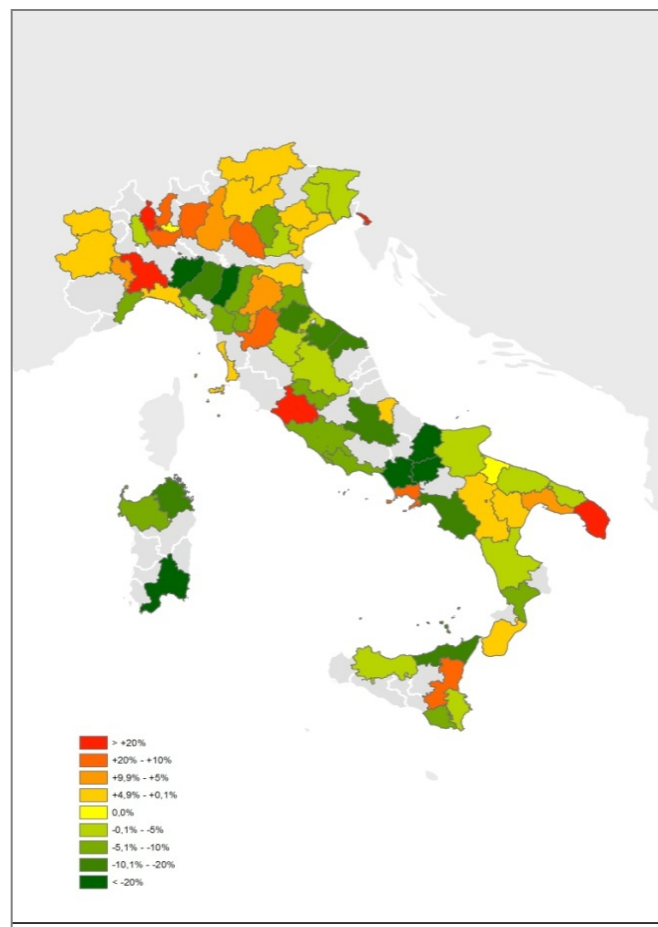 > +20%
+20% - +10%
+9,9% - +5%
+4,9% - +0,1%
0,0%
-0,1% - -5%
-5,1% - -10%
-10,1% - -20%
< -20%